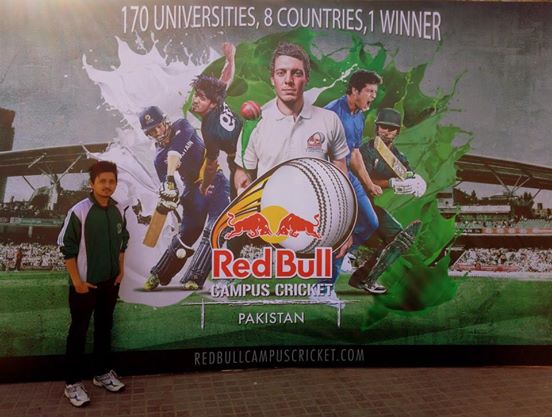 170 UNIVERSITIES, 8 COUNTRIES,1 WINNER
Red Bull
CAMPUS CRICKET
PAKISTAN
REDBULLCAMPUSCRICKET.COM